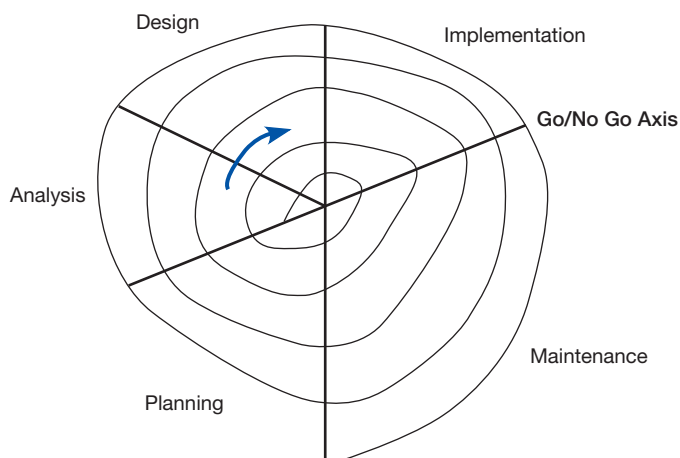 Design
Implementation
Go/No Go Axis
Analysis
Maintenance
Planning